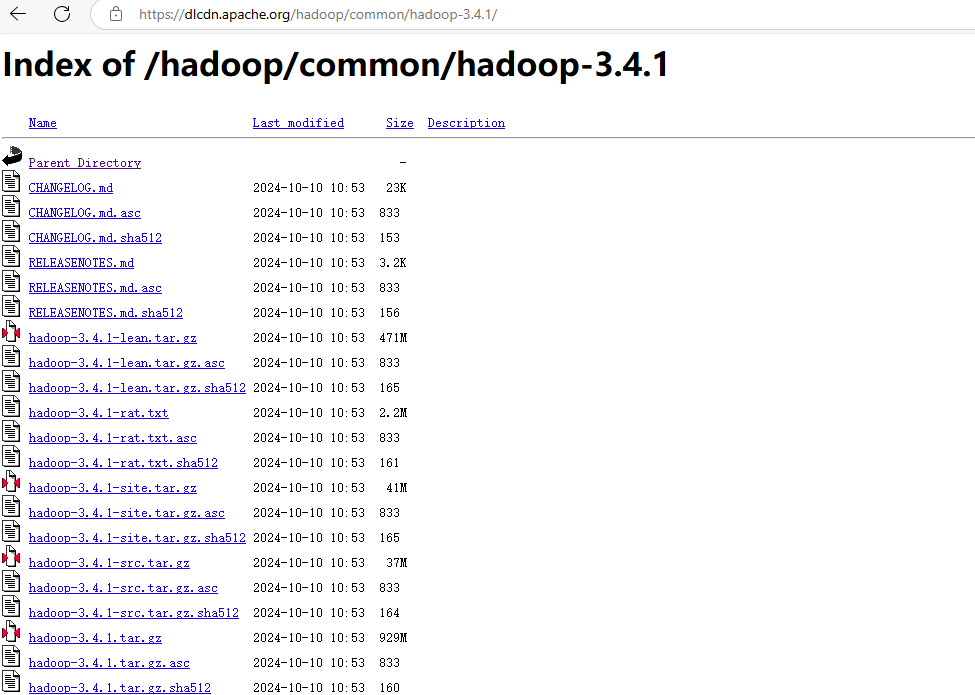 https://dlcdn.apache.org/hadoop/common/hadoop-3.4.1/
Index of /hadoop/common/hadoop-3.4.1
Name Last modified Size Description
Parent Directory -
CHANGELOG.md 2024-10-10 10:53 23K
CHANGELOG.md.asc 2024-10-10 10:53 833
CHANGELOG.md.sha512 2024-10-10 10:53 153
RELEASENOTES.md 2024-10-10 10:53 3.2K
RELEASENOTES.md.asc 2024-10-10 10:53 833
RELEASENOTES.md.sha512 2024-10-10 10:53 156
hadoop-3.4.1-lean.tar.gz 2024-10-10 10:53 471M
hadoop-3.4.1-lean.tar.gz.asc 2024-10-10 10:53 833
hadoop-3.4.1-lean.tar.gz.sha512 2024-10-10 10:53 165
hadoop-3.4.1-rat.txt 2024-10-10 10:53 2.2M
hadoop-3.4.1-rat.txt.asc 2024-10-10 10:53 833
hadoop-3.4.1-rat.txt.sha512 2024-10-10 10:53 161
hadoop-3.4.1-site.tar.gz 2024-10-10 10:53 41M
hadoop-3.4.1-site.tar.gz.asc 2024-10-10 10:53 833
hadoop-3.4.1-site.tar.gz.sha512 2024-10-10 10:53 165
hadoop-3.4.1-src.tar.gz 2024-10-10 10:53 37M
hadoop-3.4.1-src.tar.gz.asc 2024-10-10 10:53 833
hadoop-3.4.1-src.tar.gz.sha512 2024-10-10 10:53 164
hadoop-3.4.1.tar.gz 2024-10-10 10:53 929M
hadoop-3.4.1.tar.gz.asc 2024-10-10 10:53 833
hadoop-3.4.1.tar.gz.sha512 2024-10-10 10:53 160